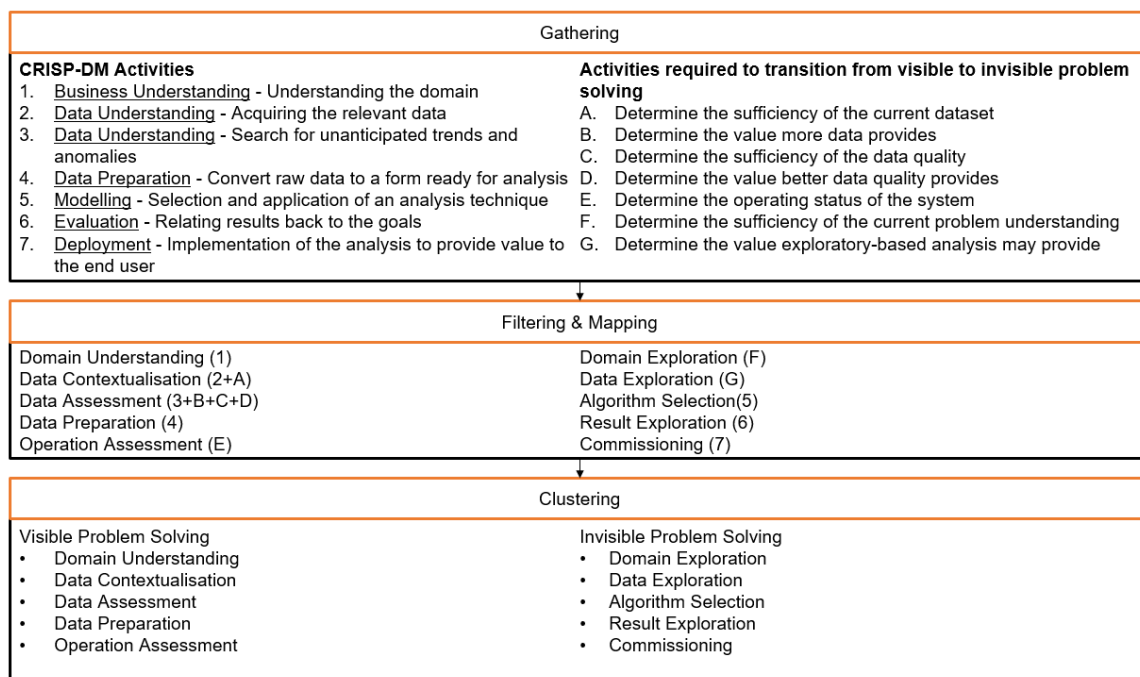 Gathering
CRISP-DM Activities
1. Business Understanding - Understanding the domain
2. Data Understanding - Acquiring the relevant data
3. Data Understanding - Search for unanticipated trends and
anomalies
4. Data Preparation - Convert raw data to a form ready for analysis
5. Modelling - Selection and application of an analysis technique
6. Evaluation - Relating results back to the goals
7. Deployment - Implementation of the analysis to provide value to
the end user
Activities required to transition from visible to invisible problem
solving
A. Determine the sufficiency of the current dataset
B. Determine the value more data provides
C. Determine the sufficiency of the data quality
D. Determine the value better data quality provides
E. Determine the operating status of the system
F. Determine the sufficiency of the current problem understanding
G. Determine the value exploratory-based analysis may provide
Filtering & Mapping
Domain Understanding (1)
Data Contextualisation (2+A)
Data Assessment (3+B+C+D)
Data Preparation (4)
Operation Assessment (E)
Domain Exploration (F)
Data Exploration (G)
Algorithm Selection(5)
Result Exploration (6)
Commissioning (7)
Clustering
Visible Problem Solving
• Domain Understanding
• Data Contextualisation
• Data Assessment
• Data Preparation
• Operation Assessment
Invisible Problem Solving
• Domain Exploration
• Data Exploration
• Algorithm Selection
• Result Exploration
• Commissioning